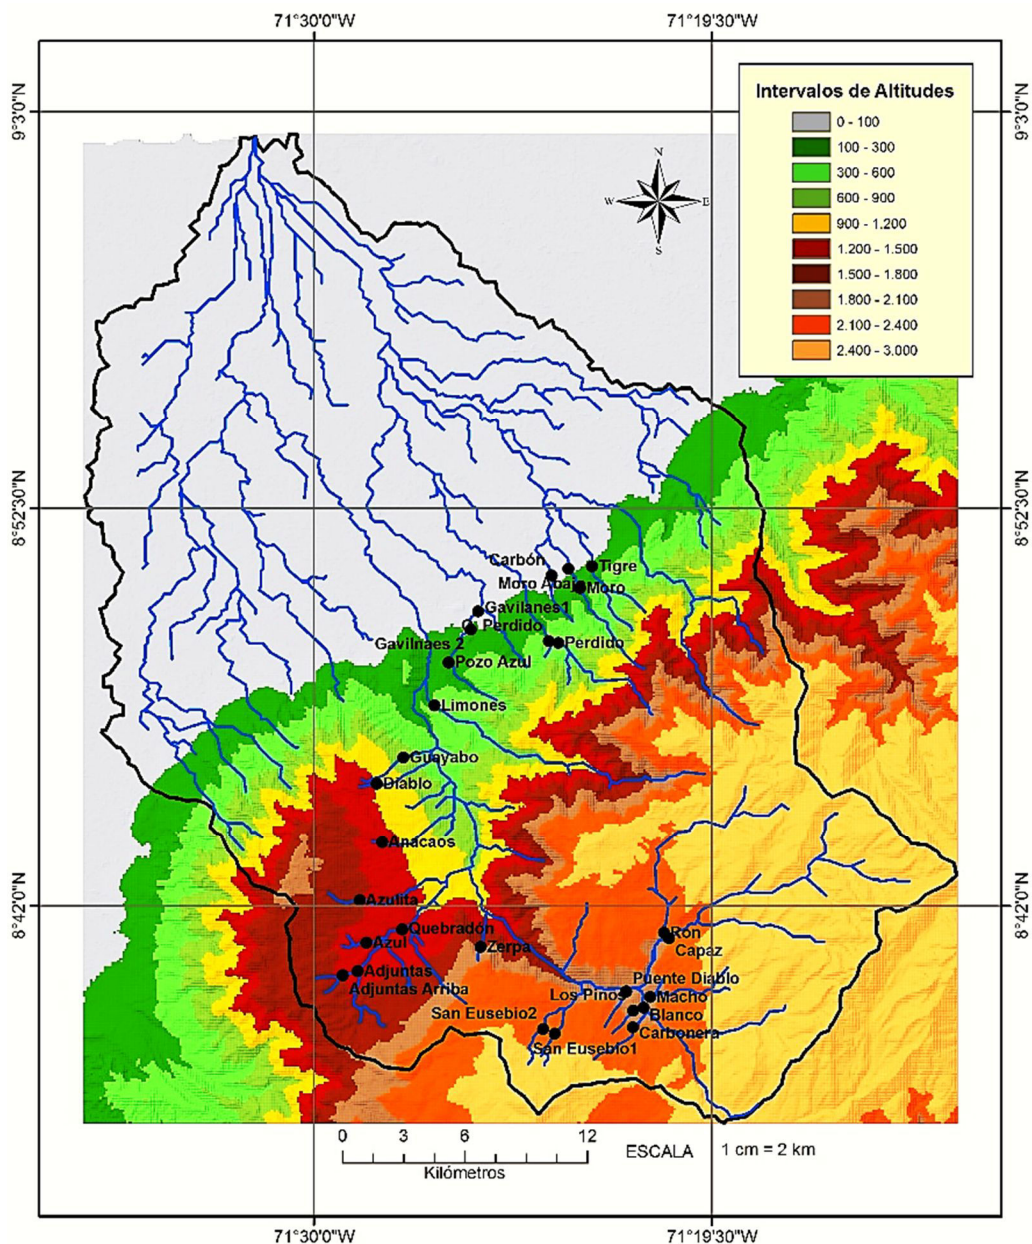 71°30'0"W
71°19'30"W
9°3'0"N
9°3'0"N
Intervalos de Altitudes
0 - 100
100 - 300
300 - 600
600 - 900
900 - 1.200
1.200 - 1.500
1.500 - 1.800
1.800 - 2.100
2.100 - 2.400
2.400 - 3.000
N
W
E
S
8°52'30"N
8°52'30"N
Carbón
Tigre
Moro Abaj
Moro
Gavilanes1
Perdido
Gavilnaes 2
Perdido
Pozo Azul
Limones
Guayabo
Diablo
Anacaos
8°42'0"N
8°42'0"N
Azulita
Quebradón
Azul
Zerpa
Ron
Capaz
Adjuntas
Adjuntas Arriba
Puente Diablo
Los Pinos
Macho
San Eusebio2
Blanco
Carbonera
San Eusebio1
0
3
6
12
Kilómetros
ESCALA
1 cm = 2 km
71°30'0"W
71°19'30"W